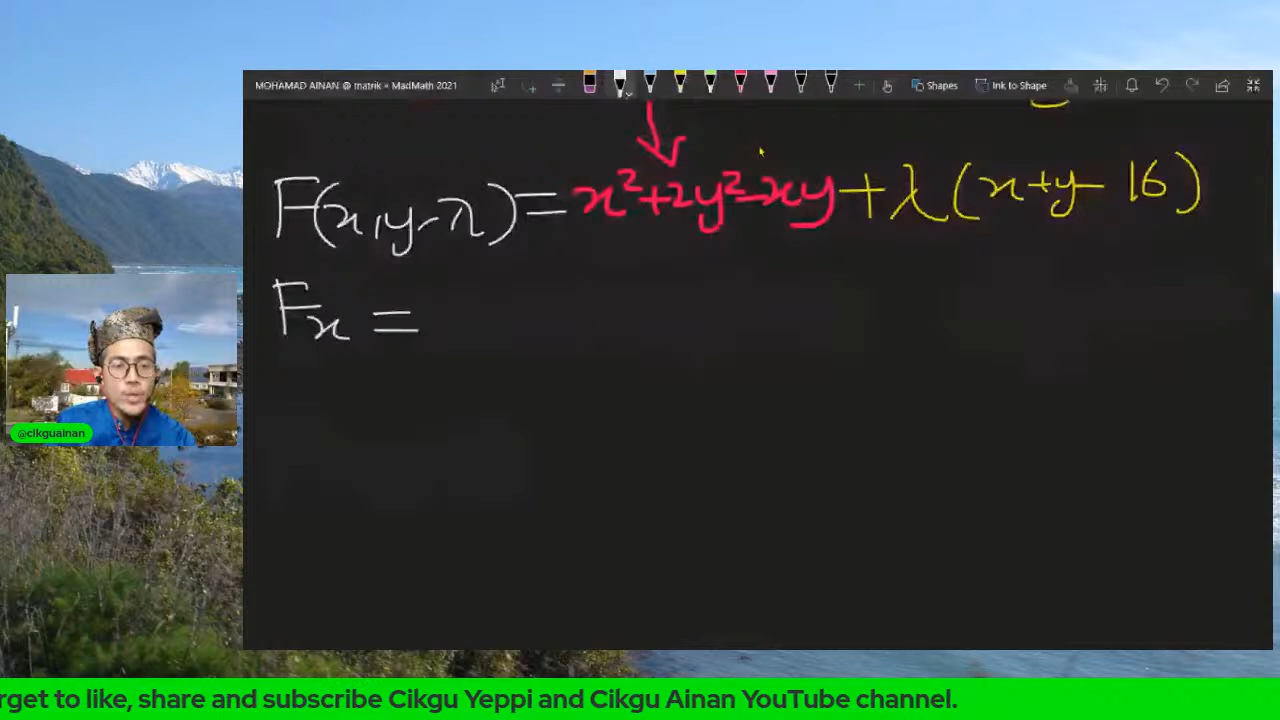 MOHAMAD AINAN @ matrik = MadMath 2021
Shapes
Ink to Shape
F(x,y,λ) = x²+2y²-xy+λ(x+y-16)
Fx =
@cikguainan
rget to like, share and subscribe Cikgu Yeppi and Cikgu Ainan YouTube channel.